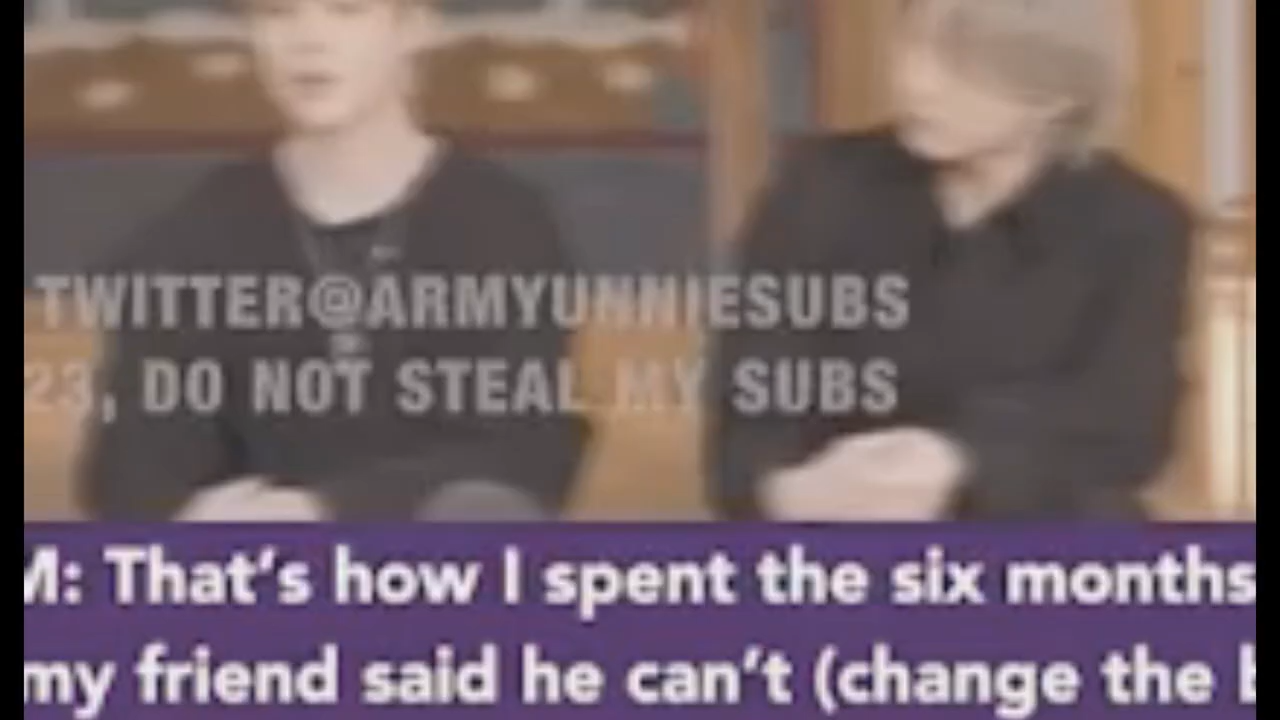 TWITTER@ARMYUNNIESUBS
23, DO NOT STEAL MY SUBS
M: That's how I spent the six months
my friend said he can't (change the